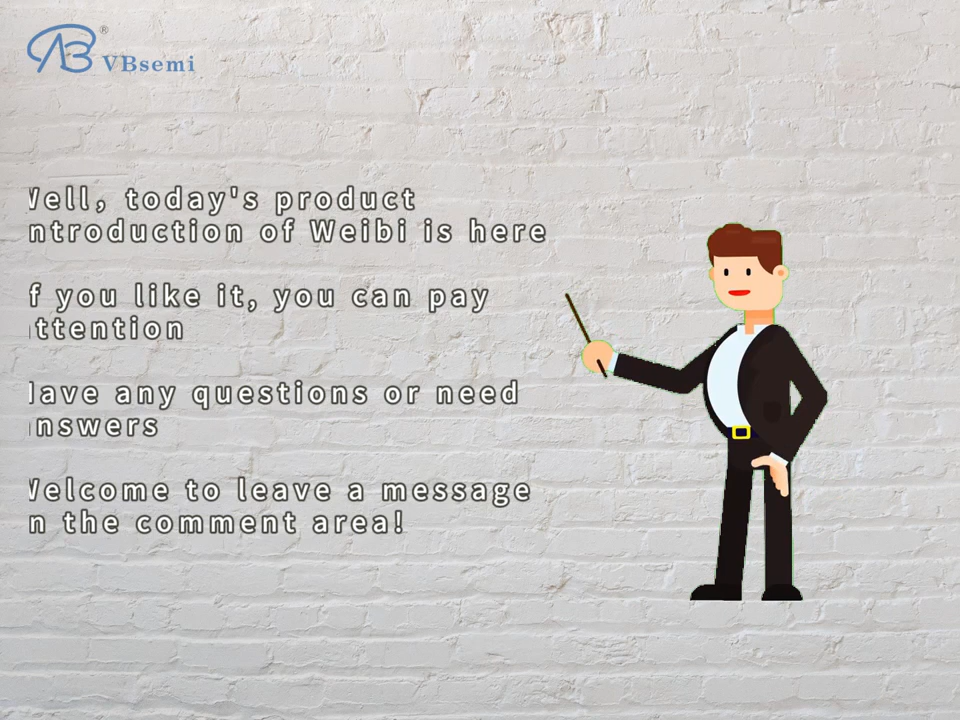 VBsemi
ell, today's product
ntroduction of Weibi is here
f you like it, you can pay
ttention
ave any questions or need
nswers
elcome to leave a message
n the comment area!